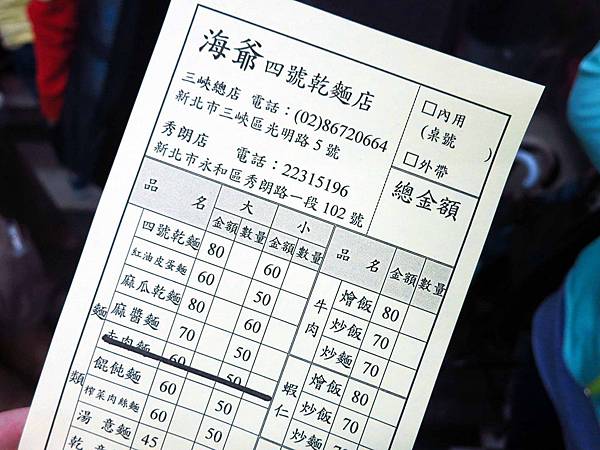 海爺四號乾麵店
三峽總店 電話：(02)86720664
新北市三峽區光明路5號
秀朗店 電話：22315196
新北市永和區秀朗路一段102號
□內用
(桌號 )
□外帶
總金額
品名 大 小
金額 數量 金額 數量
麵類
四號乾麵 80 60
紅油皮蛋麵 60 50
麻瓜乾麵 80 60
麻醬麵 70 50
赤肉麵 60 50
餛飩麵 60 50
榨菜肉絲麵 60 50
湯意麵 45
品名 金額 數量
牛肉
燴飯 80
炒飯 70
炒麵 70
蝦仁
燴飯 80
炒飯 70
炒麵 70